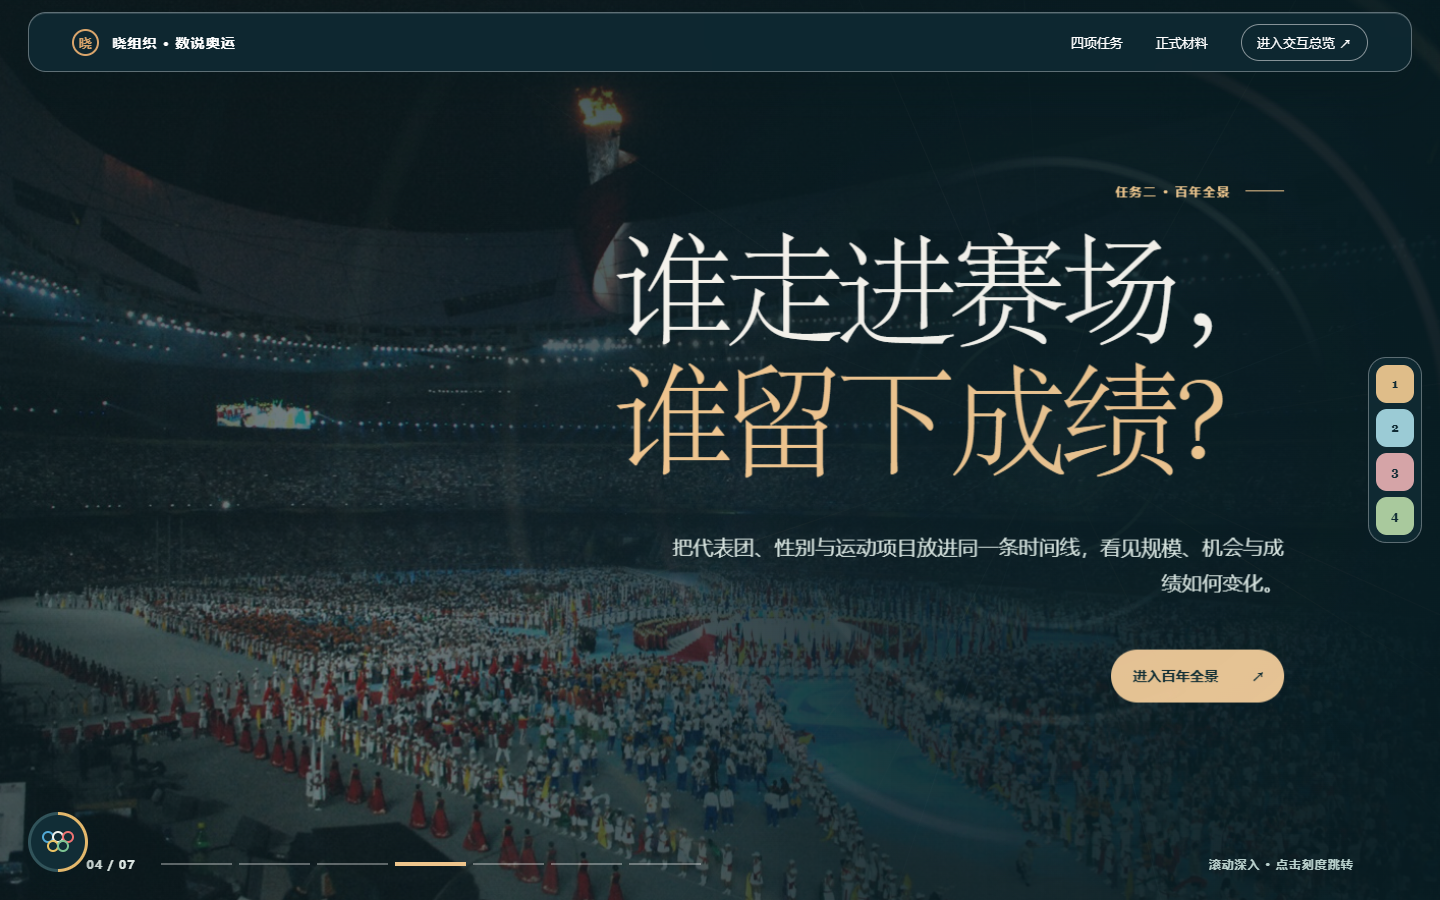 晓 晓组织 • 数说奥运
四项任务 正式材料 进入交互总览 ↗
任务二 • 百年全景
谁走进赛场，
谁留下成绩？
把代表团、性别与运动项目放进同一条时间线，看见规模、机会与成
绩如何变化。
进入百年全景 ↗
1
2
3
4
04 / 07
滚动深入 • 点击刻度跳转